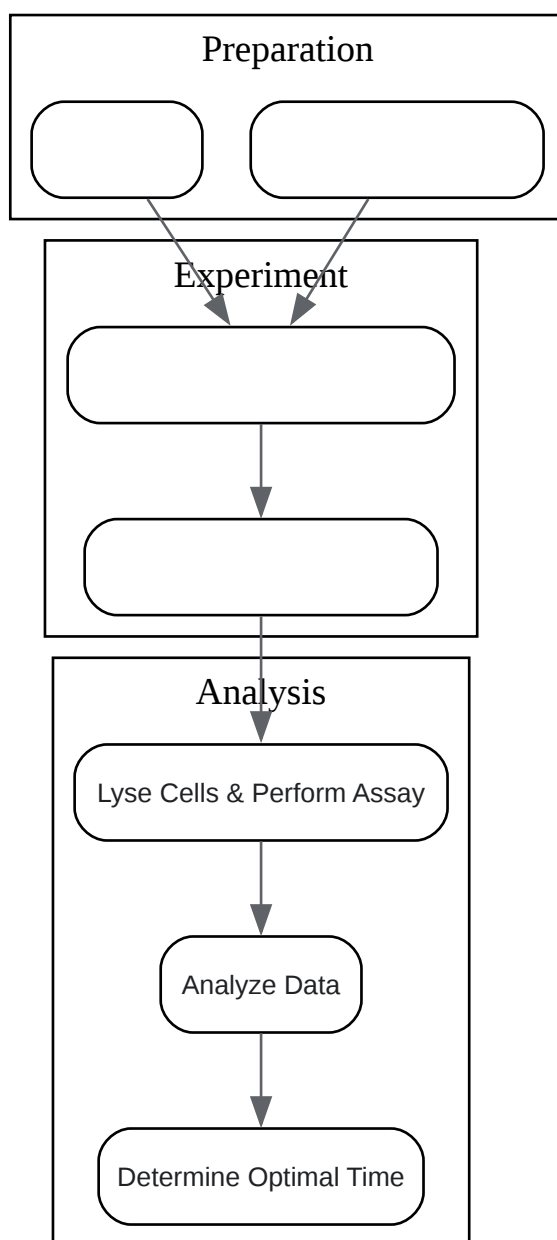 Preparation
Experiment
Analysis
Lyse Cells & Perform Assay
Analyze Data
Determine Optimal Time